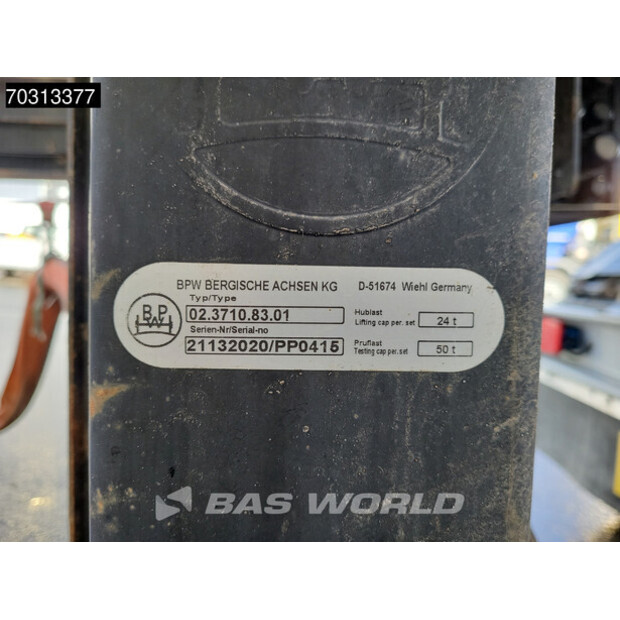 70313377
BPW BERGISCHE ACHSEN KG D-51674 Wiehl Germany
Typ/Type
02.3710.83.01
Serien-Nr/Serial-no
21132020/PP0415
Hublast
Lifting cap per. set 24 t
Pruflast
Testing cap per. set 50 t
BPW
BAS WORLD